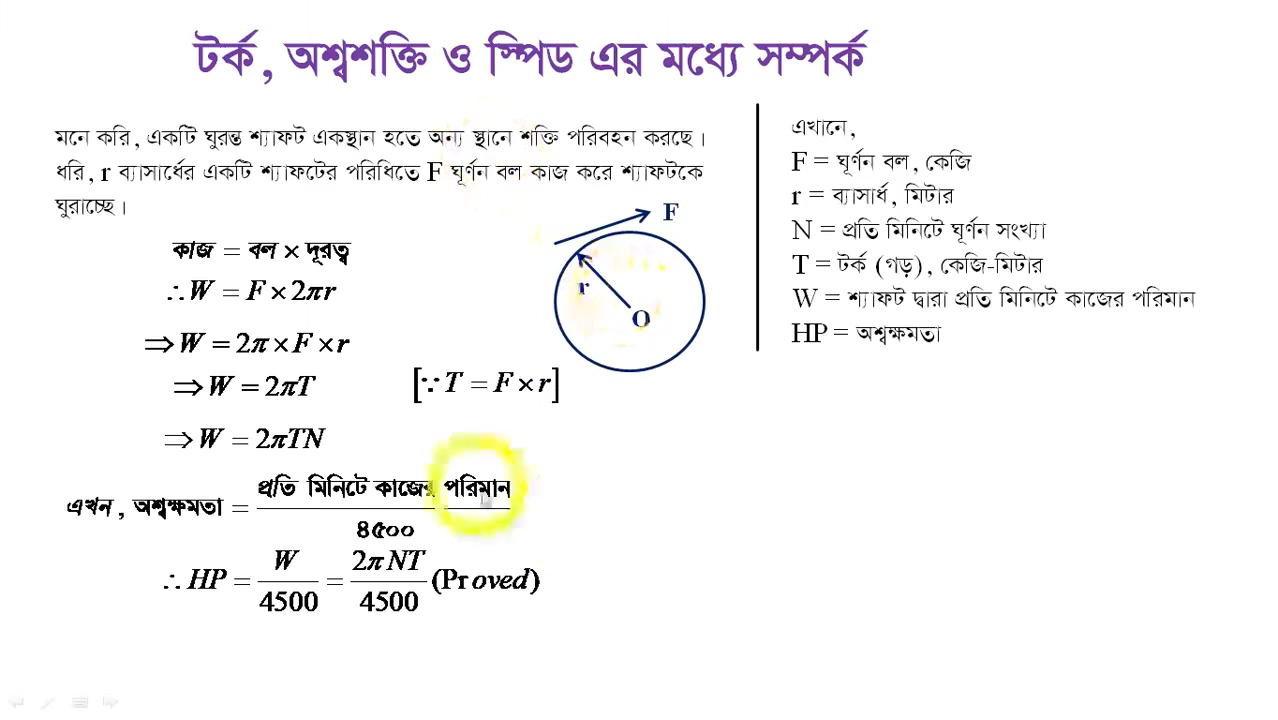 টর্ক, অশ্বশক্তি ও স্পিড এর মধ্যে সম্পর্ক
মনে করি, একটি ঘুরন্ত শ্যাফট একস্থান হতে অন্য স্থানে শক্তি পরিবহন করছে।
ধরি, r ব্যাসার্ধের একটি শ্যাফটের পরিধিতে F ঘূর্ণন বল কাজ করে শ্যাফটকে
ঘুরাচ্ছে।
কাজ = বল × দূরত্ব
∴ W = F × 2πr
⇒ W = 2π × F × r
⇒ W = 2πT [∵ T = F × r]
⇒ W = 2πTN
এখন, অশ্বক্ষমতা = প্রতি মিনিটে কাজের পরিমান / ৪৫০০
∴ HP = W / 4500 = 2πNT / 4500 (Proved)
F
r
O
এখানে,
F = ঘূর্ণন বল, কেজি
r = ব্যাসার্ধ, মিটার
N = প্রতি মিনিটে ঘূর্ণন সংখ্যা
T = টর্ক (গড়), কেজি-মিটার
W = শ্যাফট দ্বারা প্রতি মিনিটে কাজের পরিমান
HP = অশ্বক্ষমতা